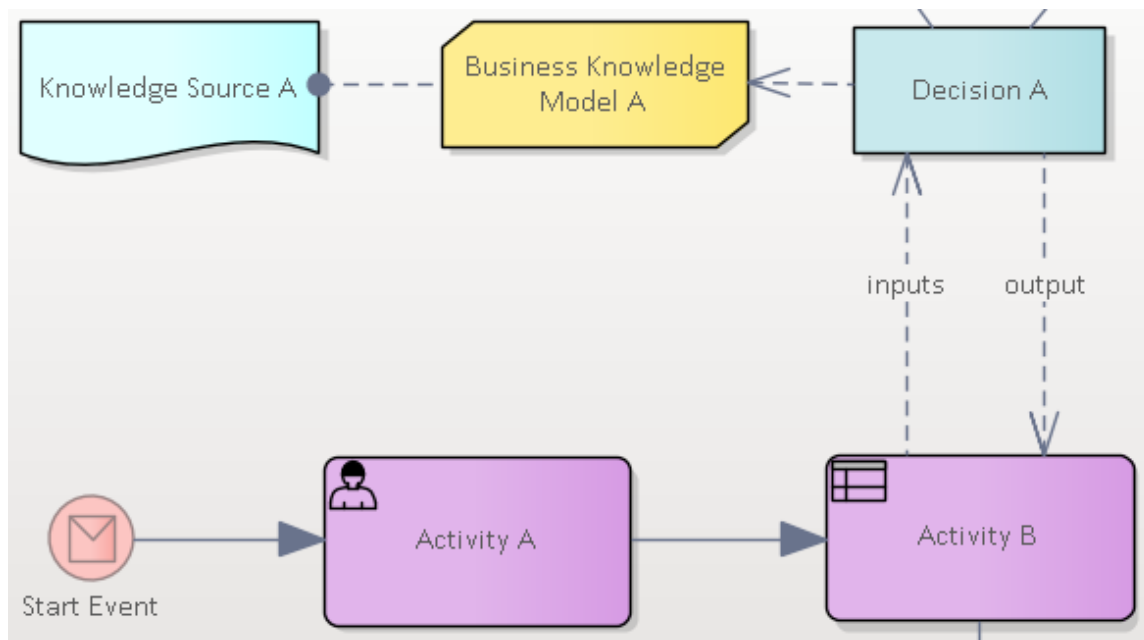 Knowledge Source A
Business Knowledge
Model A
Decision A
inputs
output
Activity A
Activity B
Start Event